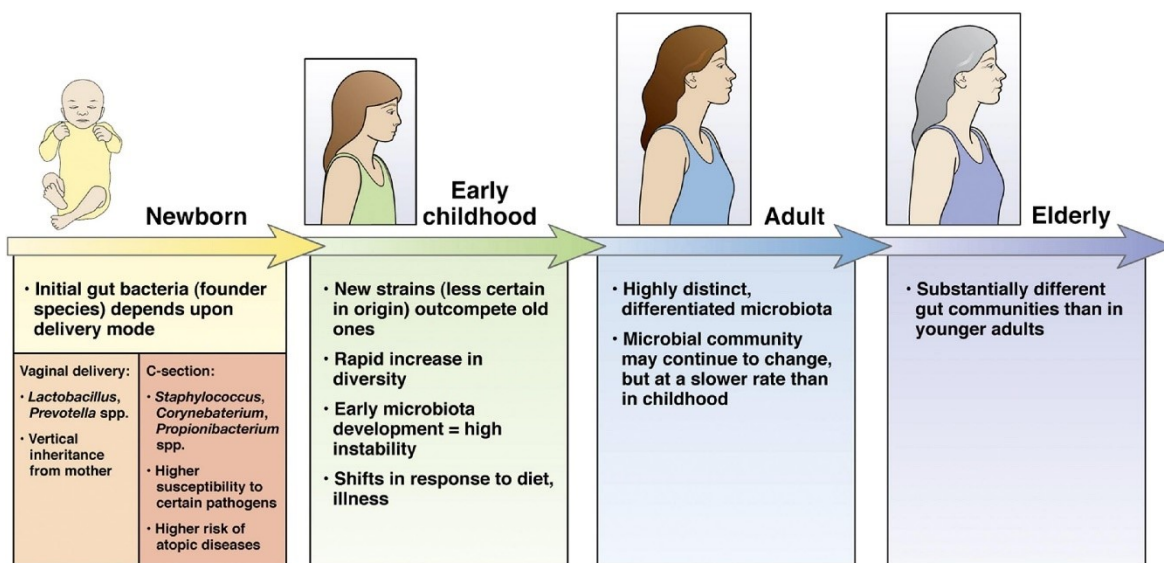 Newborn
Early
childhood
Adult
Elderly
· Initial gut bacteria (founder
species) depends upon
delivery mode
Vaginal delivery:
· Lactobacillus,
Prevotella spp.
· Vertical
inheritance
from mother
C-section:
· Staphylococcus,
Corynebaterium,
Propionibacterium
spp.
· Higher
susceptibility to
certain pathogens
· Higher risk of
atopic diseases
· New strains (less certain
in origin) outcompete old
ones
· Rapid increase in
diversity
· Early microbiota
development = high
instability
· Shifts in response to diet,
illness
· Highly distinct,
differentiated microbiota
· Microbial community
may continue to change,
but at a slower rate than
in childhood
· Substantially different
gut communities than in
younger adults